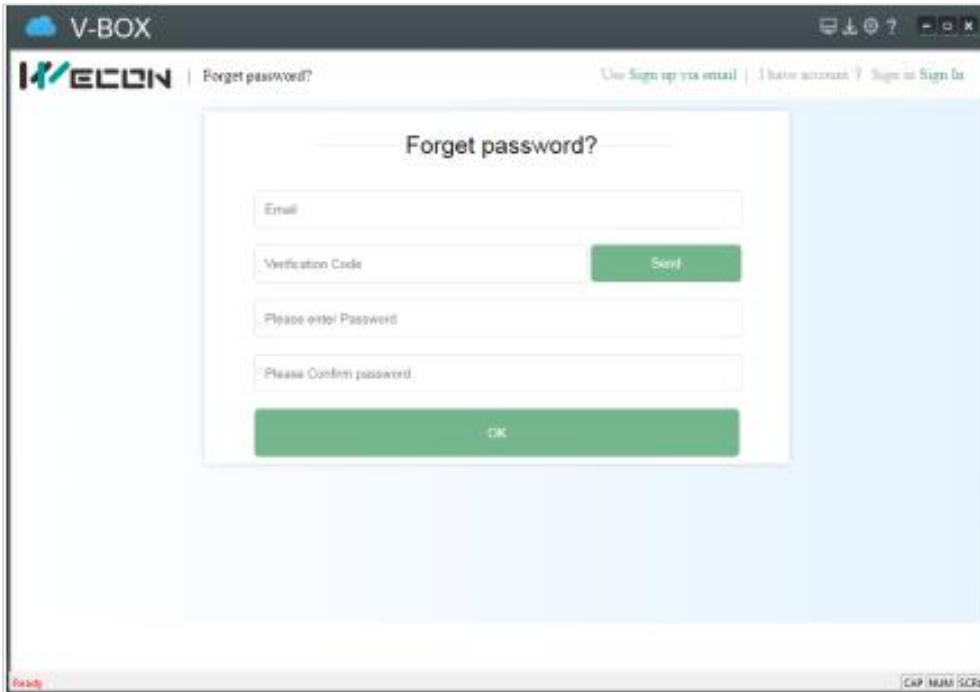 V-BOX ?
WECON | Forget password? Use Sign up via email | I have account ? Sign in Sign In
Forget password?
Email
Verification Code Send
Please enter Password
Please Confirm password
OK
Ready CAP NUM SCRL